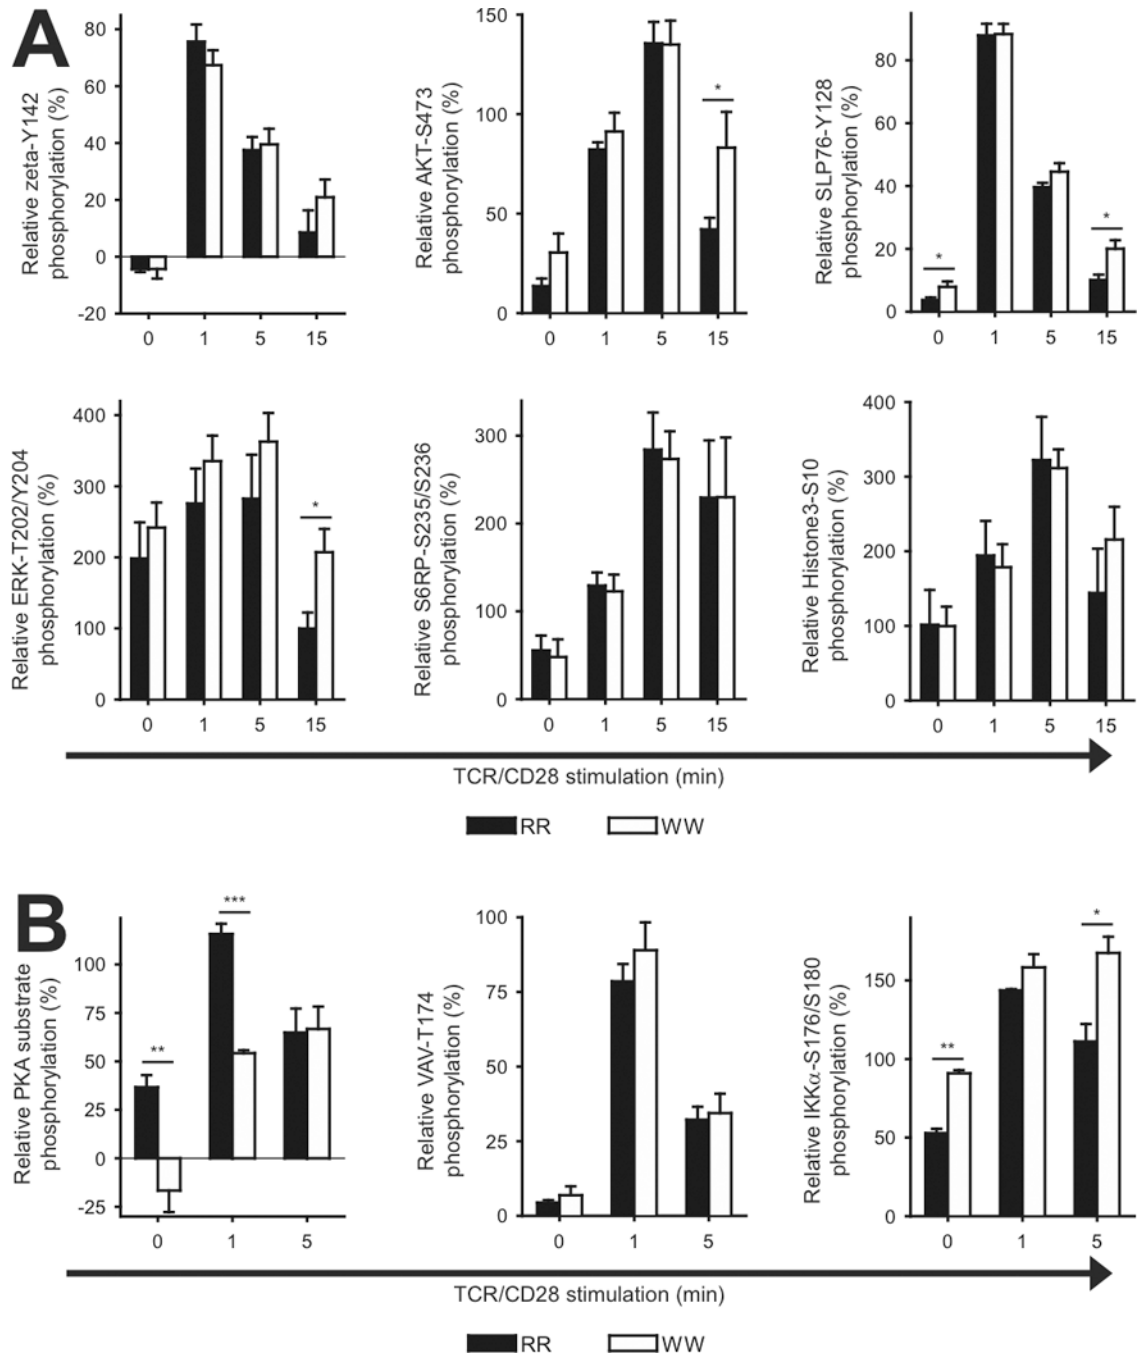 A
Relative zeta-Y142
phosphorylation (%)
80
60
40
20
0
-20
0 1 5 15
Relative AKT-S473
phosphorylation (%)
150
100
50
0
*
0 1 5 15
Relative SLP76-Y128
phosphorylation (%)
80
60
40
20
0
*
*
0 1 5 15
Relative ERK-T202/Y204
phosphorylation (%)
400
300
200
100
0
*
0 1 5 15
Relative S6RP-S235/S236
phosphorylation (%)
300
200
100
0
0 1 5 15
Relative Histone3-S10
phosphorylation (%)
400
300
200
100
0
0 1 5 15
TCR/CD28 stimulation (min)
RR WW
B
Relative PKA substrate
phosphorylation (%)
100
75
50
25
0
-25
**
***
0 1 5
Relative VAV-T174
phosphorylation (%)
100
75
50
25
0
0 1 5
Relative IKKα-S176/S180
phosphorylation (%)
150
100
50
0
**
*
0 1 5
TCR/CD28 stimulation (min)
RR WW